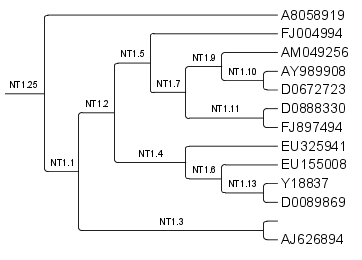 A8058919
FJ004994
NT1.5
NT1.9
AM049256
NT1.10
AY989908
NT1.25
NT1.7
D0672723
NT1.2
NT1.11
D0888330
FJ897494
EU325941
NT1.4
NT1.1
NT1.6
EU155008
NT1.13
Y18837
D0089869
NT1.3
AJ626894